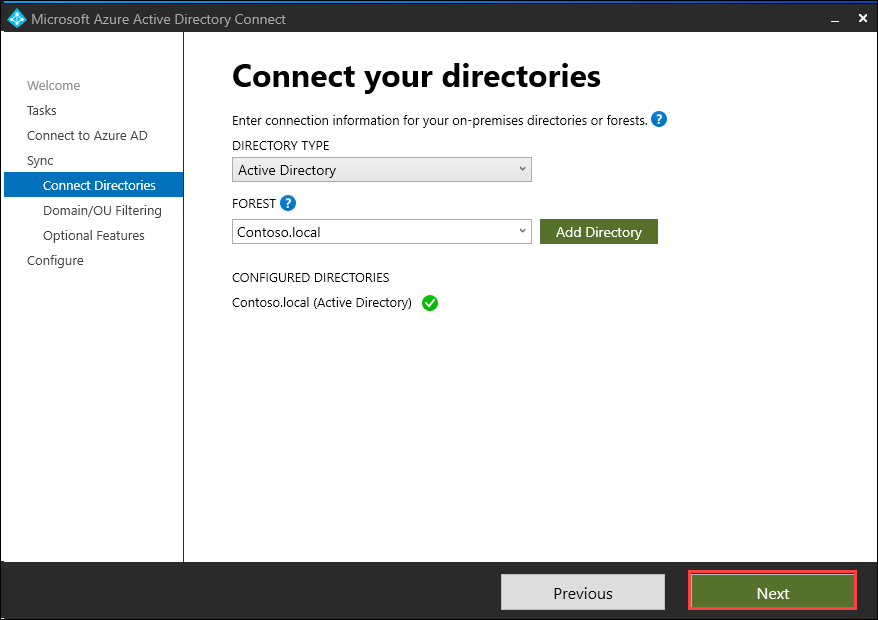 Microsoft Azure Active Directory Connect
Welcome
Tasks
Connect to Azure AD
Sync
Connect Directories
Domain/OU Filtering
Optional Features
Configure
Connect your directories
Enter connection information for your on-premises directories or forests. ?
DIRECTORY TYPE
Active Directory
FOREST ?
Contoso.local
Add Directory
CONFIGURED DIRECTORIES
Contoso.local (Active Directory)
Previous
Next